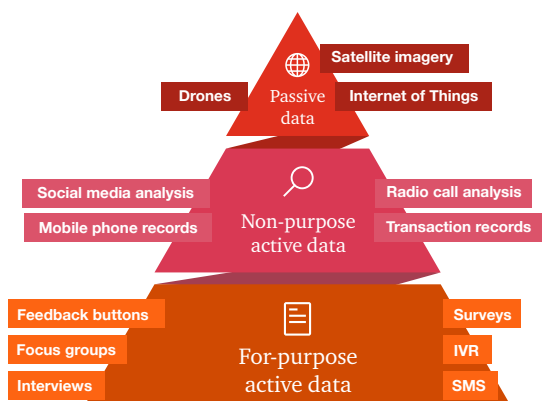 Satellite imagery
Drones
Passive
data
Internet of Things
Social media analysis
Radio call analysis
Mobile phone records
Non-purpose
active data
Transaction records
Feedback buttons
Surveys
Focus groups
For-purpose
active data
IVR
Interviews
SMS